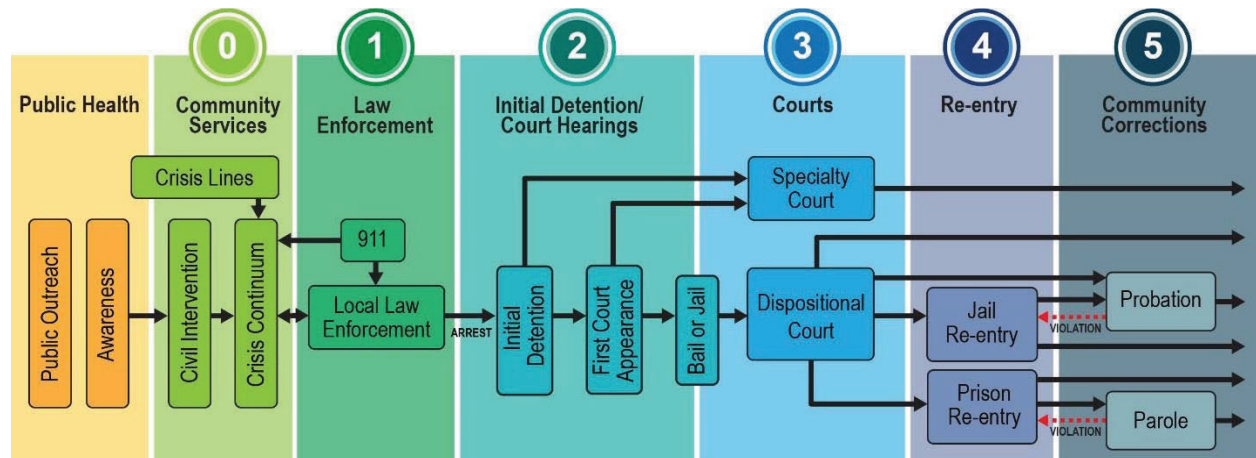 0
1
2
3
4
5
Public Health
Community
Services
Law
Enforcement
Initial Detention/
Court Hearings
Courts
Re-entry
Community
Corrections
Crisis Lines
Public Outreach
Awareness
Civil Intervention
Crisis Continuum
911
Local Law
Enforcement
ARREST
Initial
Detention
First Court
Appearance
Bail or Jail
Specialty
Court
Dispositional
Court
Jail
Re-entry
Prison
Re-entry
VIOLATION
Probation
VIOLATION
Parole